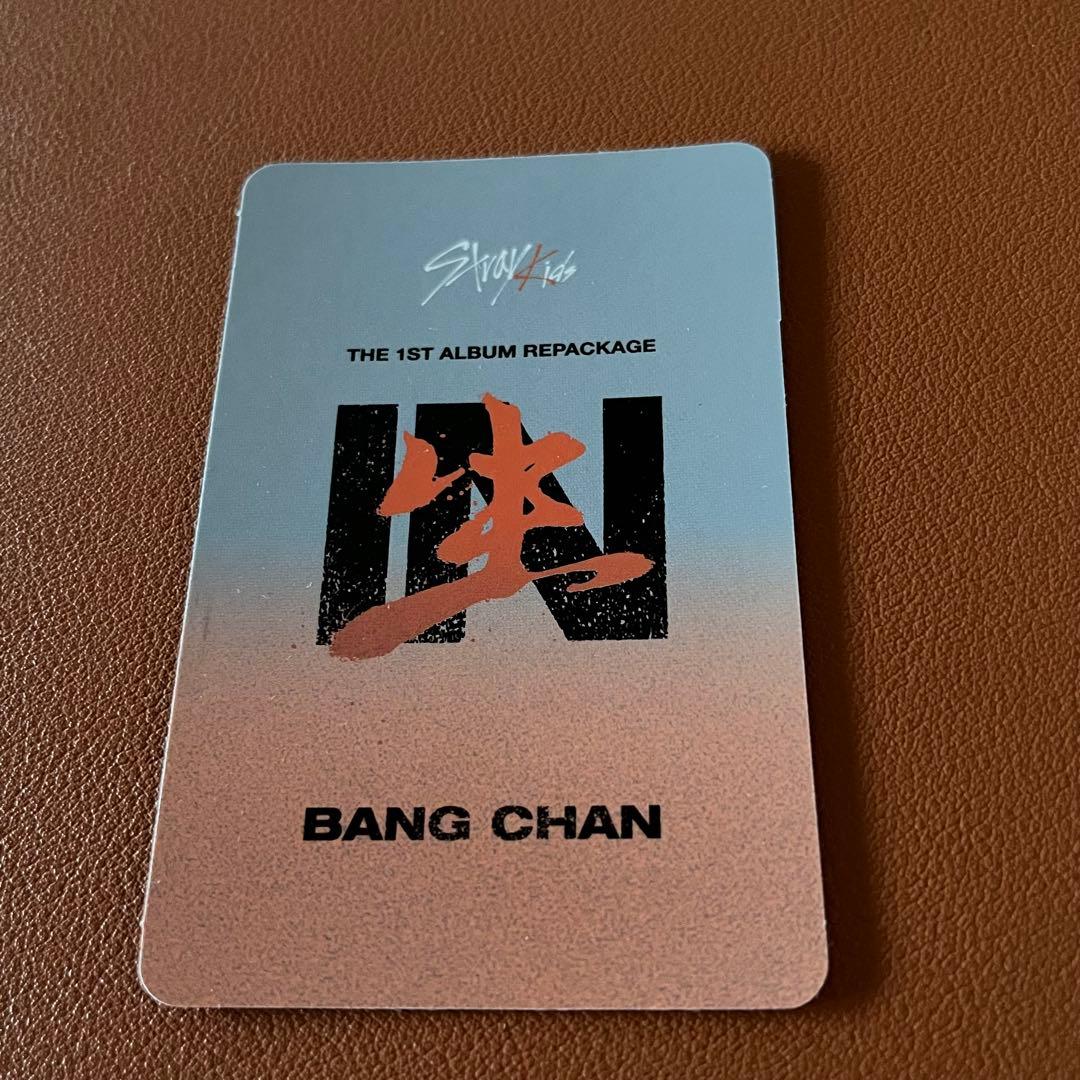 Stray Kids
THE 1ST ALBUM REPACKAGE
IN生
BANG CHAN